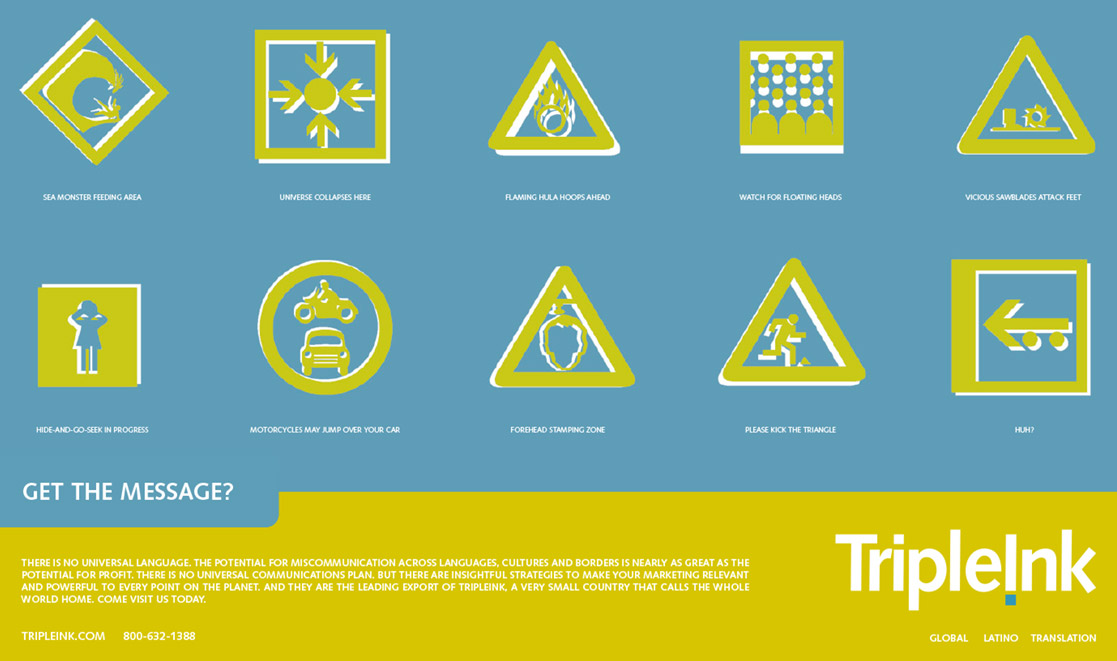 SEA MONSTER FEEDING AREA
UNIVERSE COLLAPSES HERE
FLAMING HULA HOOPS AHEAD
WATCH FOR FLOATING HEADS
VICIOUS SAWBLADES ATTACK FEET
HIDE-AND-GO-SEEK IN PROGRESS
MOTORCYCLES MAY JUMP OVER YOUR CAR
FOREHEAD STAMPING ZONE
PLEASE KICK THE TRIANGLE
HUH?
GET THE MESSAGE?
THERE IS NO UNIVERSAL LANGUAGE. THE POTENTIAL FOR MISCOMMUNICATION ACROSS LANGUAGES, CULTURES AND BORDERS IS NEARLY AS GREAT AS THE
POTENTIAL FOR PROFIT. THERE IS NO UNIVERSAL COMMUNICATIONS PLAN. BUT THERE ARE INSIGHTFUL STRATEGIES TO MAKE YOUR MARKETING RELEVANT
AND POWERFUL TO EVERY POINT ON THE PLANET. AND THEY ARE THE LEADING EXPORT OF TRIPLEINK, A VERY SMALL COUNTRY THAT CALLS THE WHOLE
WORLD HOME. COME VISIT US TODAY.
TRIPLEINK.COM 800-632-1388
TripleInk
GLOBAL LATINO TRANSLATION